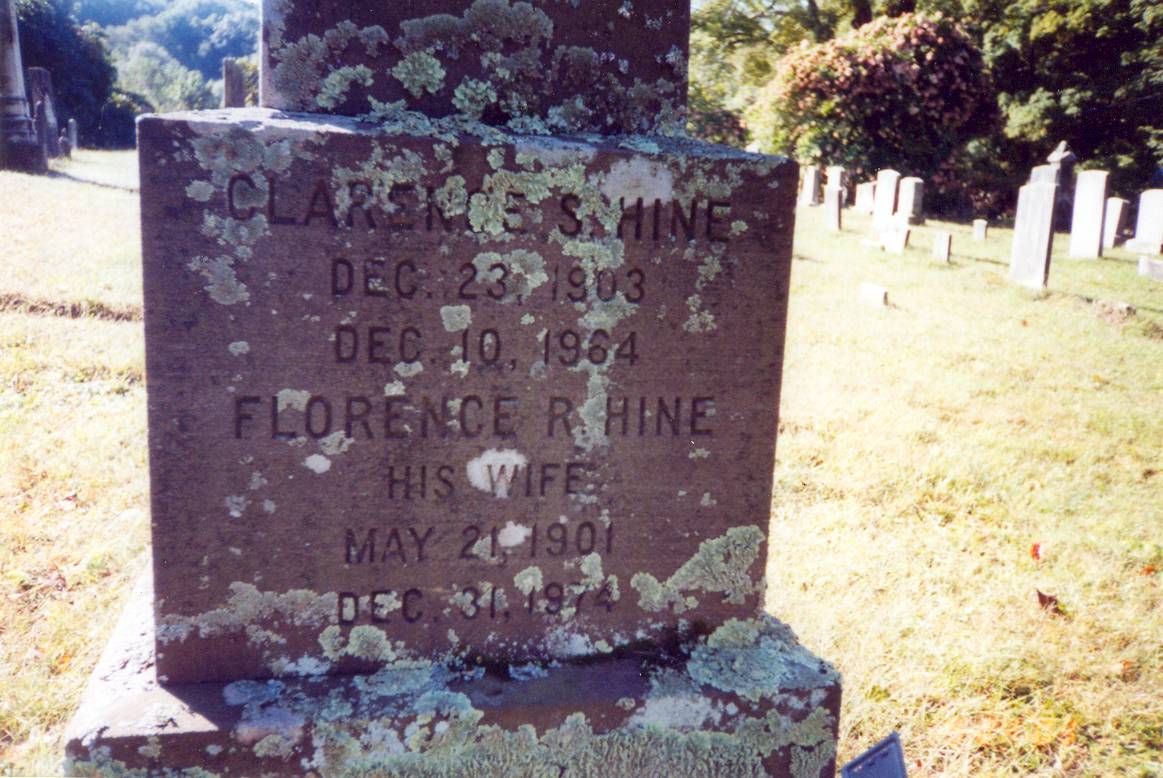 CLARENCE S. HINE
DEC. 23, 1903
DEC. 10, 1964
FLORENCE R. HINE
HIS WIFE
MAY 21, 1901
DEC. 31, 1974